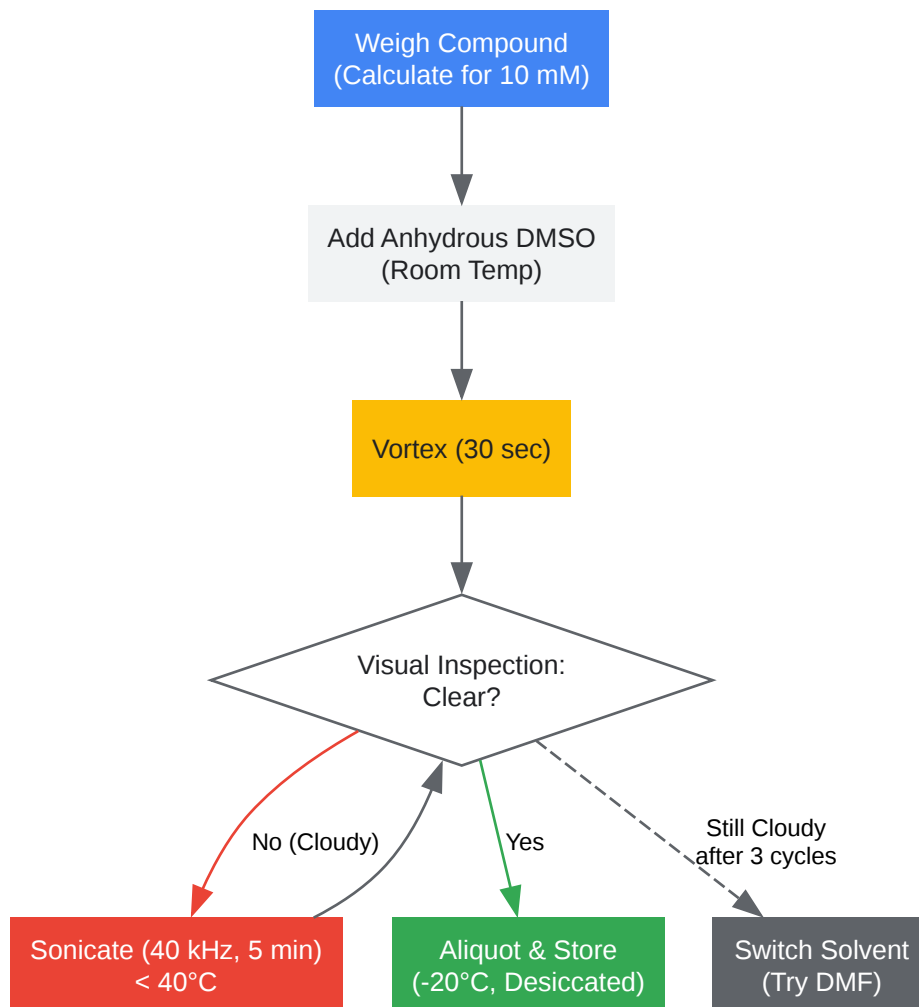 Weigh Compound
(Calculate for 10 mM)
Add Anhydrous DMSO
(Room Temp)
Vortex (30 sec)
Visual Inspection:
Clear?
No (Cloudy)
Yes
Still Cloudy
after 3 cycles
Sonicate (40 kHz, 5 min)
< 40°C
Aliquot & Store
(-20°C, Desiccated)
Switch Solvent
(Try DMF)